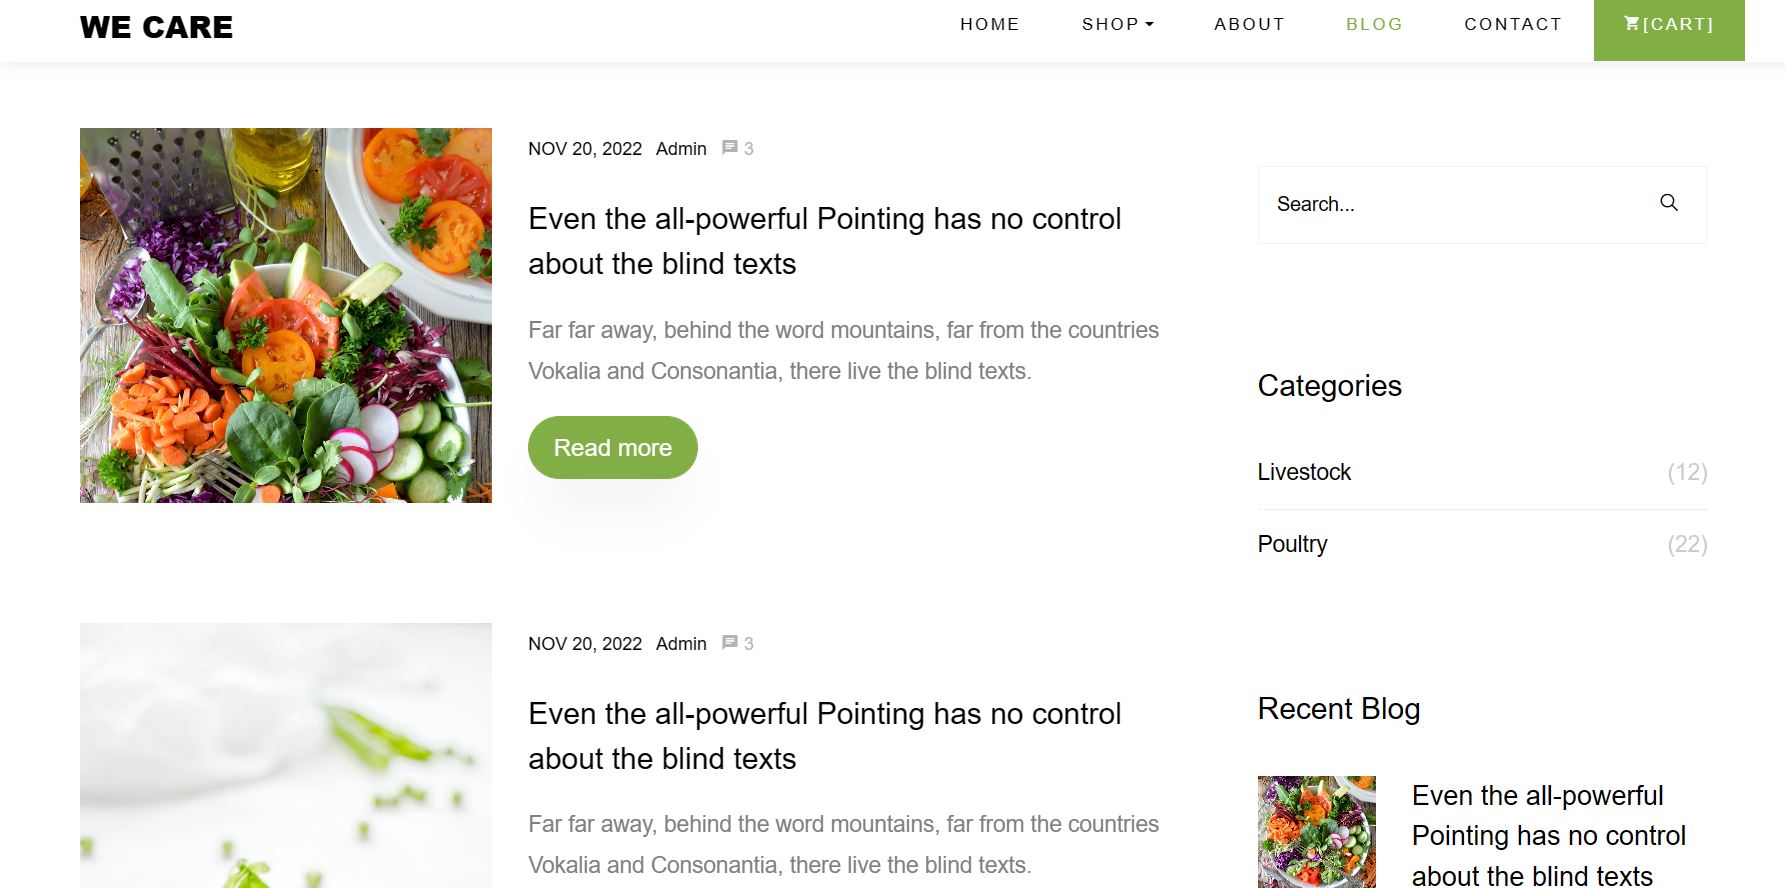 WE CARE
HOME SHOP ABOUT BLOG CONTACT [CART]
NOV 20, 2022 Admin 3
Even the all-powerful Pointing has no control
about the blind texts
Far far away, behind the word mountains, far from the countries
Vokalia and Consonantia, there live the blind texts.
Read more
NOV 20, 2022 Admin 3
Even the all-powerful Pointing has no control
about the blind texts
Far far away, behind the word mountains, far from the countries
Vokalia and Consonantia, there live the blind texts.
Search...
Categories
Livestock (12)
Poultry (22)
Recent Blog
Even the all-powerful
Pointing has no control
about the blind texts